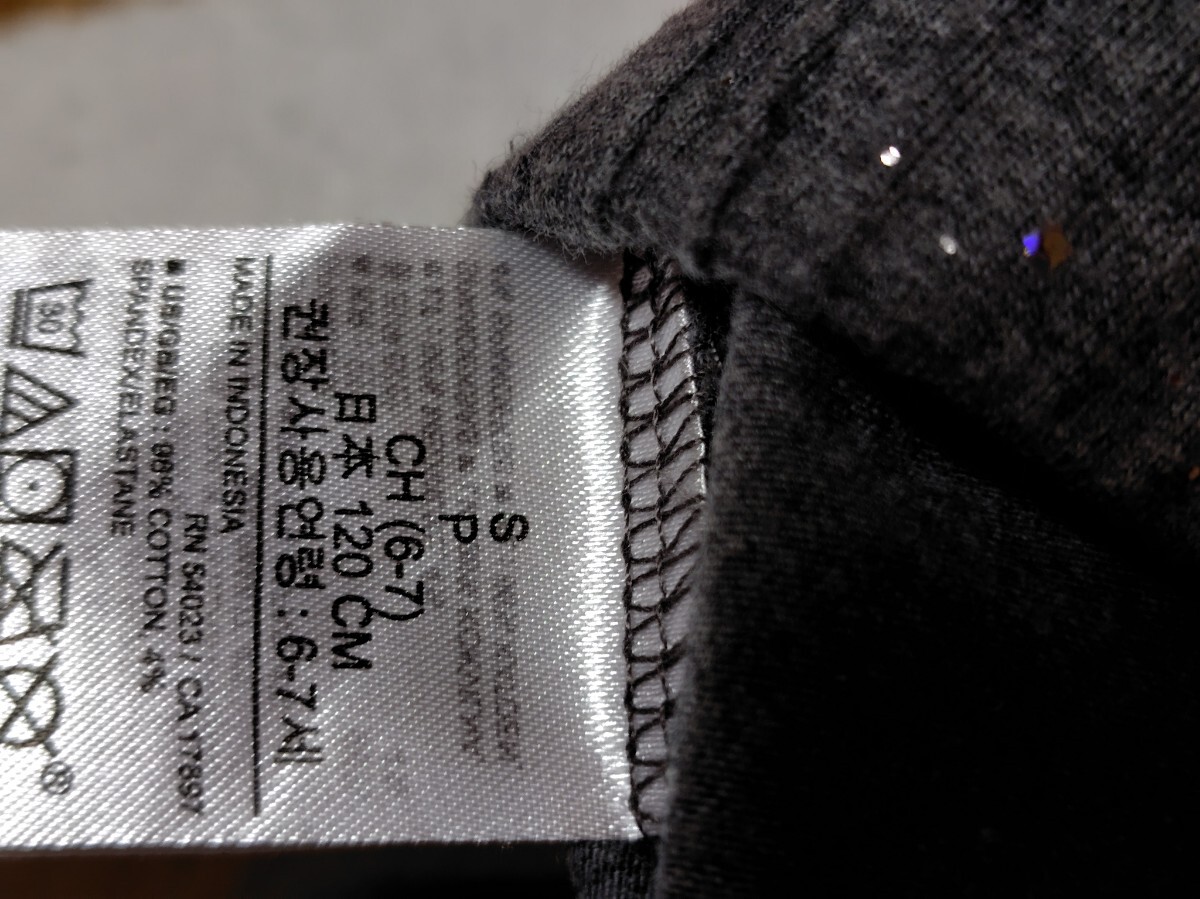 S
P
CH (6-7)
日本 120 CM
권장사용연령 : 6-7세
MADE IN INDONESIA
RN 54023 / CA 17897
■ US/GB/IE/EG : 96% COTTON 4%
SPANDEX/ELASTANE
30
®